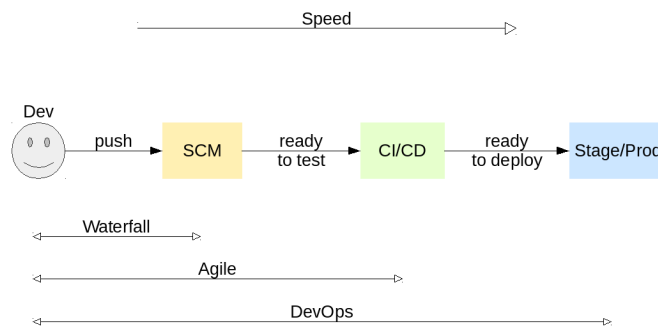 Speed
Dev
push
SCM
ready
to test
CI/CD
ready
to deploy
Stage/Prod
Waterfall
Agile
DevOps